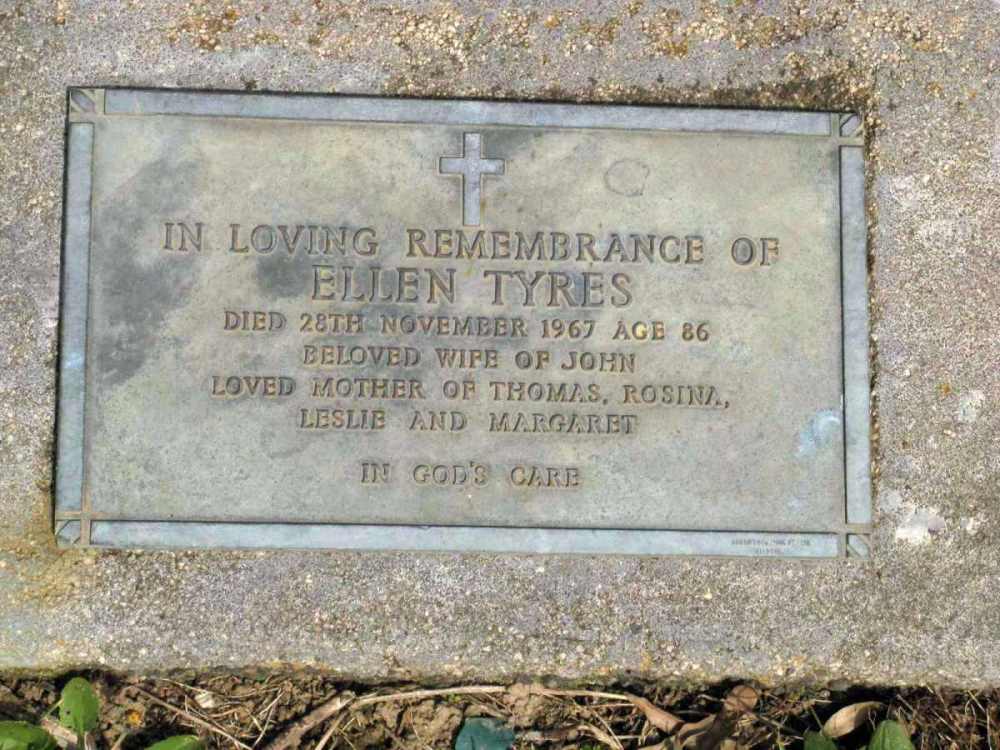 IN LOVING REMEMBRANCE OF
ELLEN TYRES
DIED 28TH NOVEMBER 1967 AGE 86
BELOVED WIFE OF JOHN
LOVED MOTHER OF THOMAS, ROSINA,
LESLIE AND MARGARET
IN GOD'S CARE